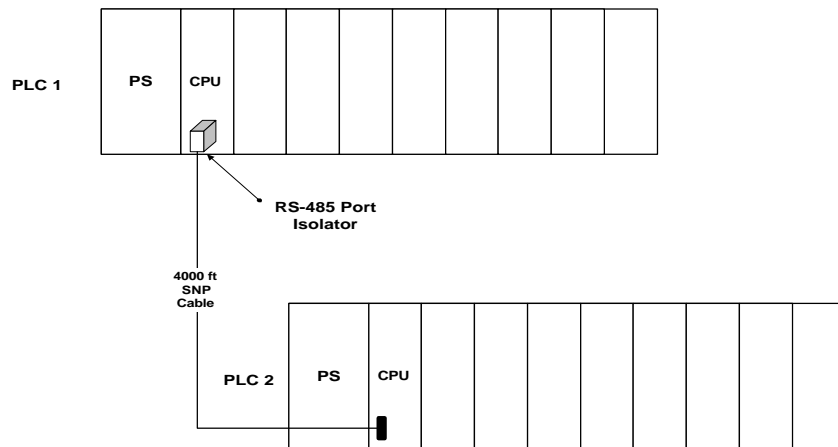 PLC 1
PS
CPU
RS-485 Port
Isolator
4000 ft
SNP
Cable
PLC 2
PS
CPU